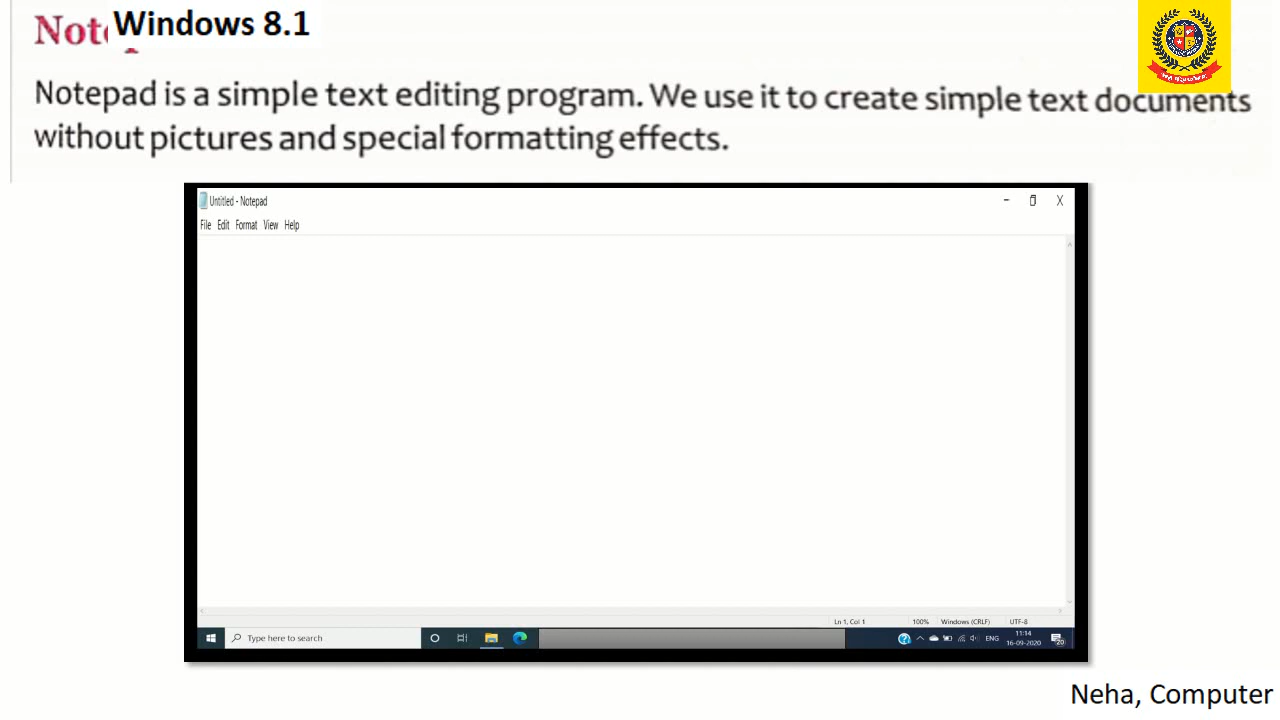 Windows 8.1
Notepad is a simple text editing program. We use it to create simple text documents
without pictures and special formatting effects.
Untitled - Notepad
File Edit Format View Help
Ln 1, Col 1 100% Windows (CRLF) UTF-8
Type here to search
ENG
11:14
16-09-2020
20
Neha, Computer